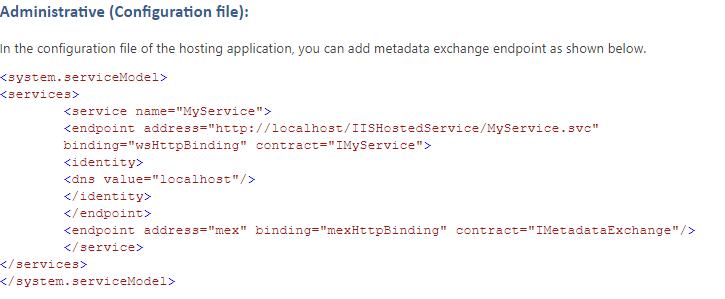 Administrative (Configuration file):
In the configuration file of the hosting application, you can add metadata exchange endpoint as shown below.
<system.serviceModel>
<services>
<service name="MyService">
<endpoint address="http://localhost/IISHostedService/MyService.svc"
binding="wsHttpBinding" contract="IMyService">
<identity>
<dns value="localhost"/>
</identity>
</endpoint>
<endpoint address="mex" binding="mexHttpBinding" contract="IMetadataExchange"/>
</service>
</services>
</system.serviceModel>